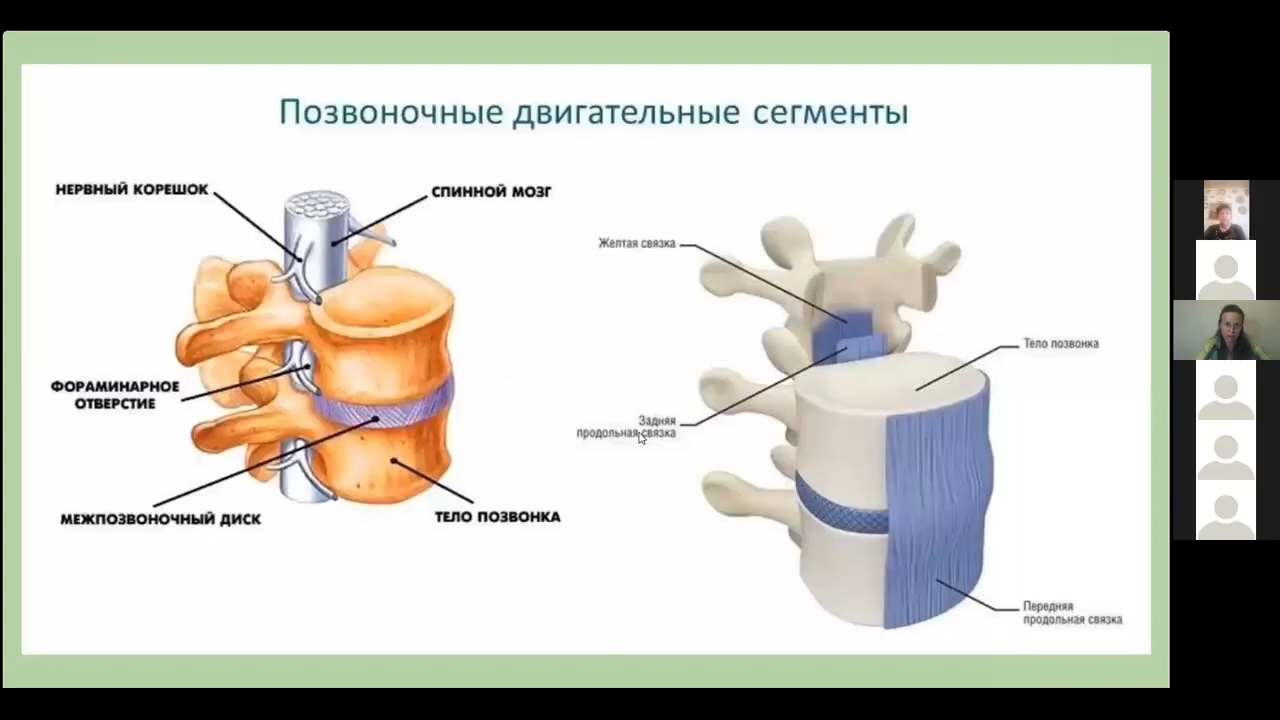 Позвоночные двигательные сегменты
НЕРВНЫЙ КОРЕШОК
СПИННОЙ МОЗГ
ФОРАМИНАРНОЕ
ОТВЕРСТИЕ
МЕЖПОЗВОНОЧНЫЙ ДИСК
ТЕЛО ПОЗВОНКА
Желтая связка
Тело позвонка
Задняя
продольная связка
Передняя
продольная связка